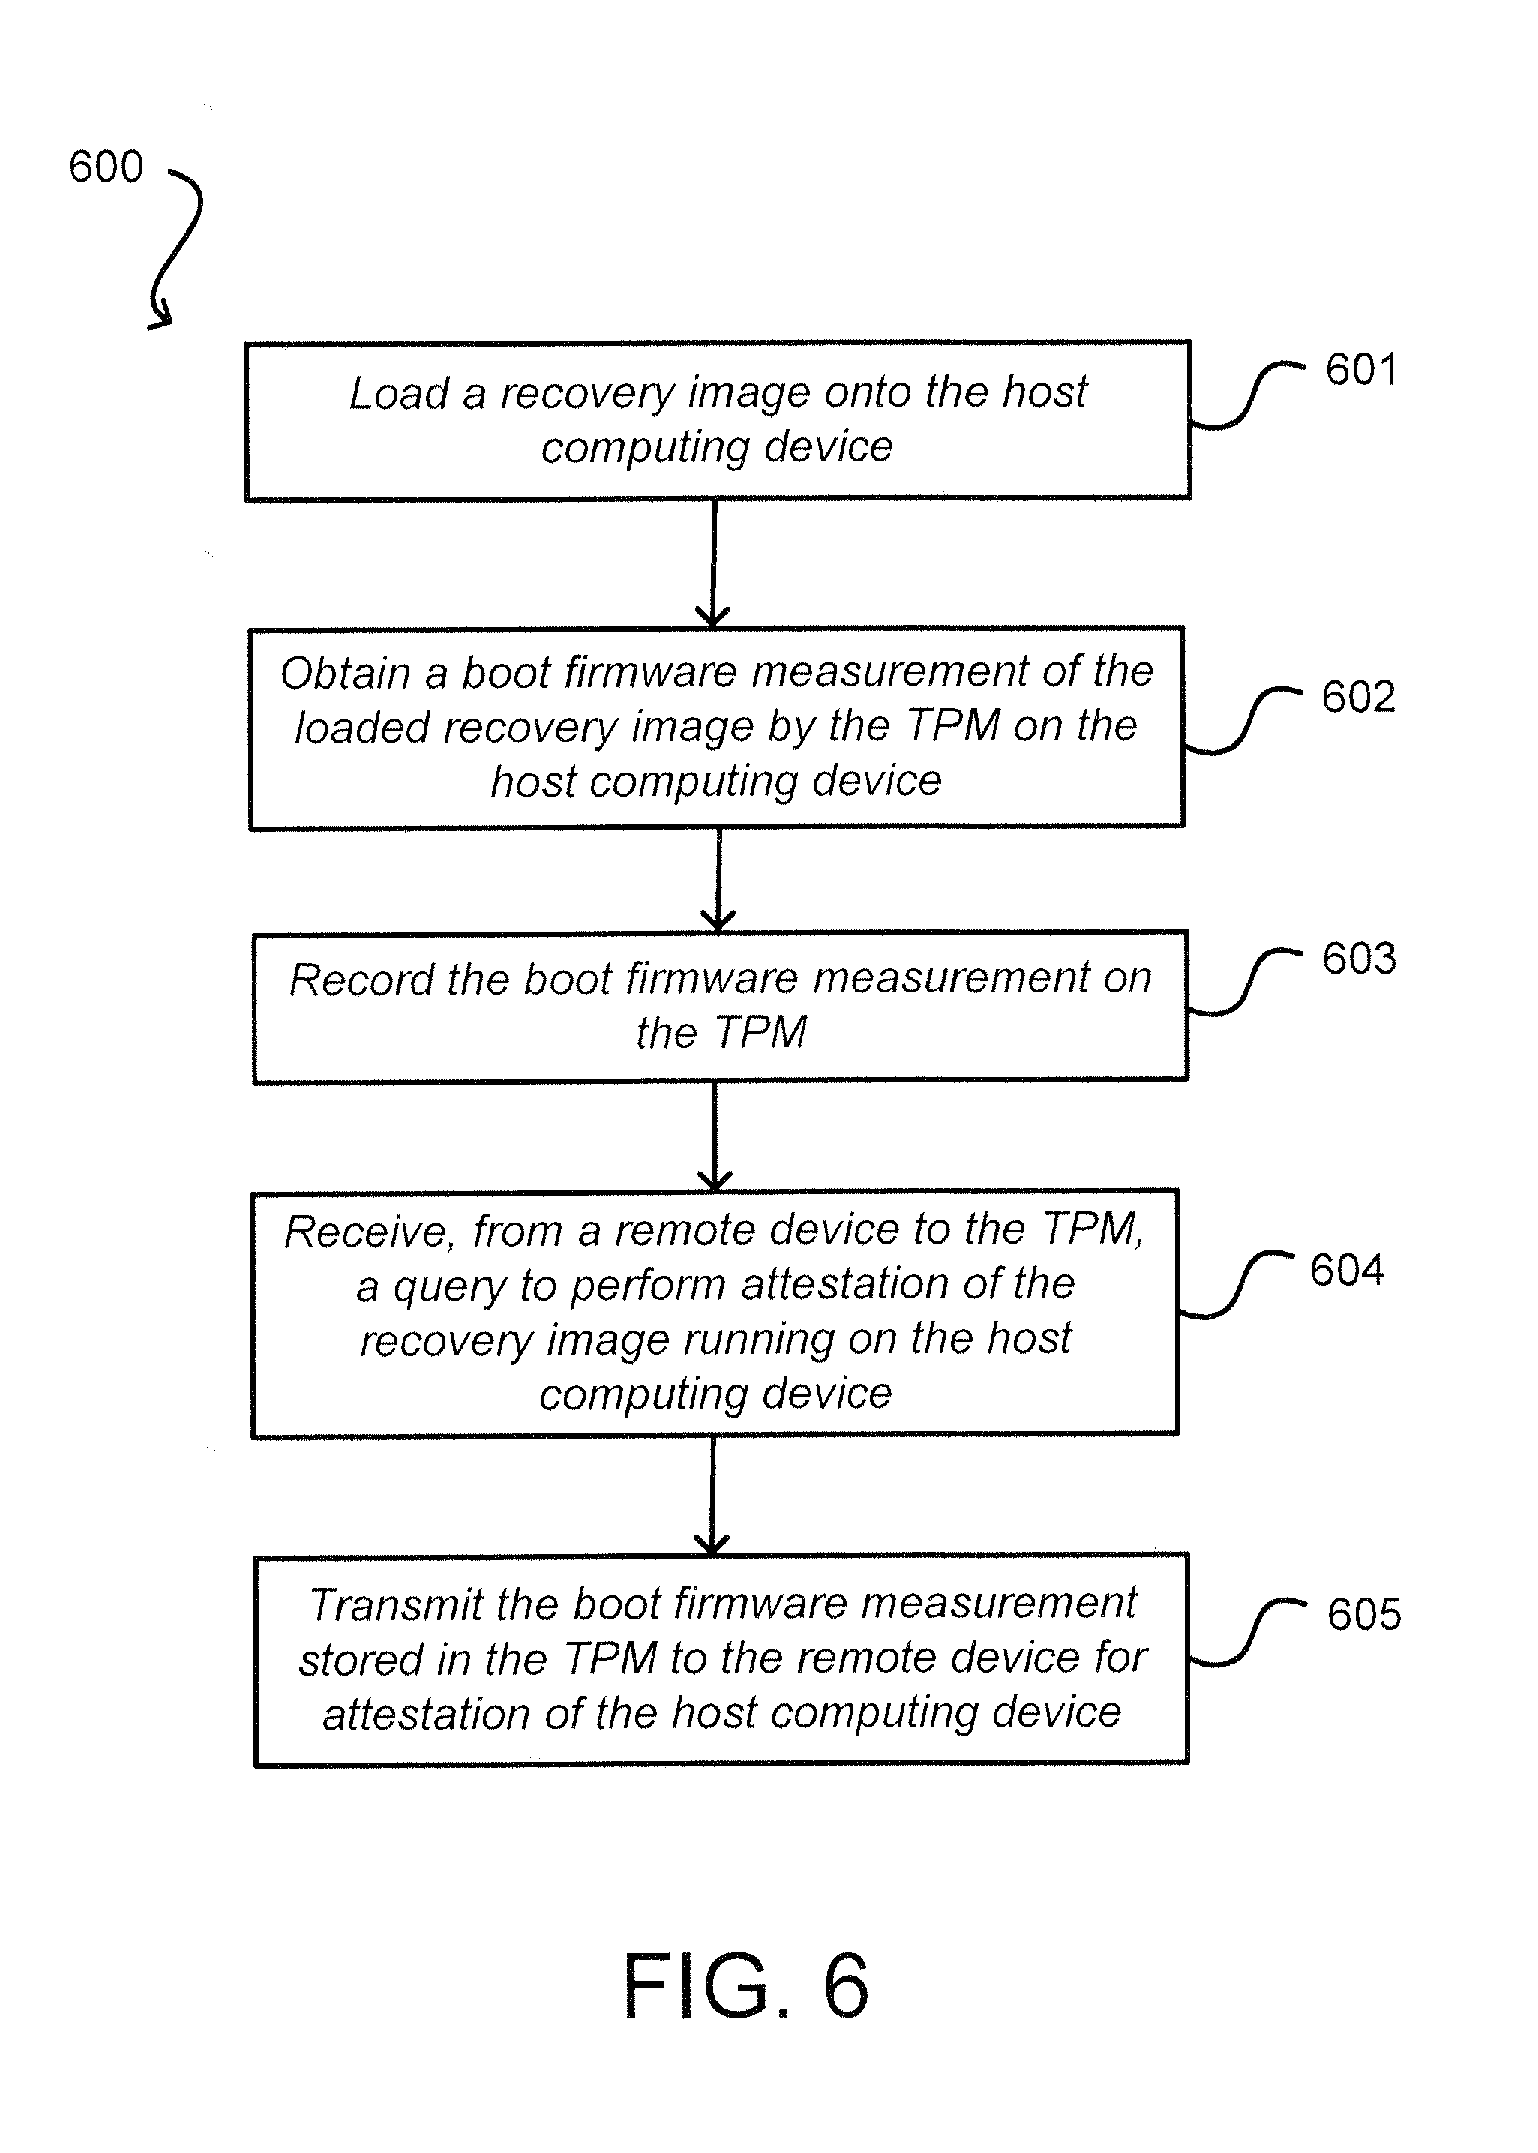 600
Load a recovery image onto the host
computing device
601
Obtain a boot firmware measurement of the
loaded recovery image by the TPM on the
host computing device
602
Record the boot firmware measurement on
the TPM
603
Receive, from a remote device to the TPM,
a query to perform attestation of the
recovery image running on the host
computing device
604
Transmit the boot firmware measurement
stored in the TPM to the remote device for
attestation of the host computing device
605
FIG. 6